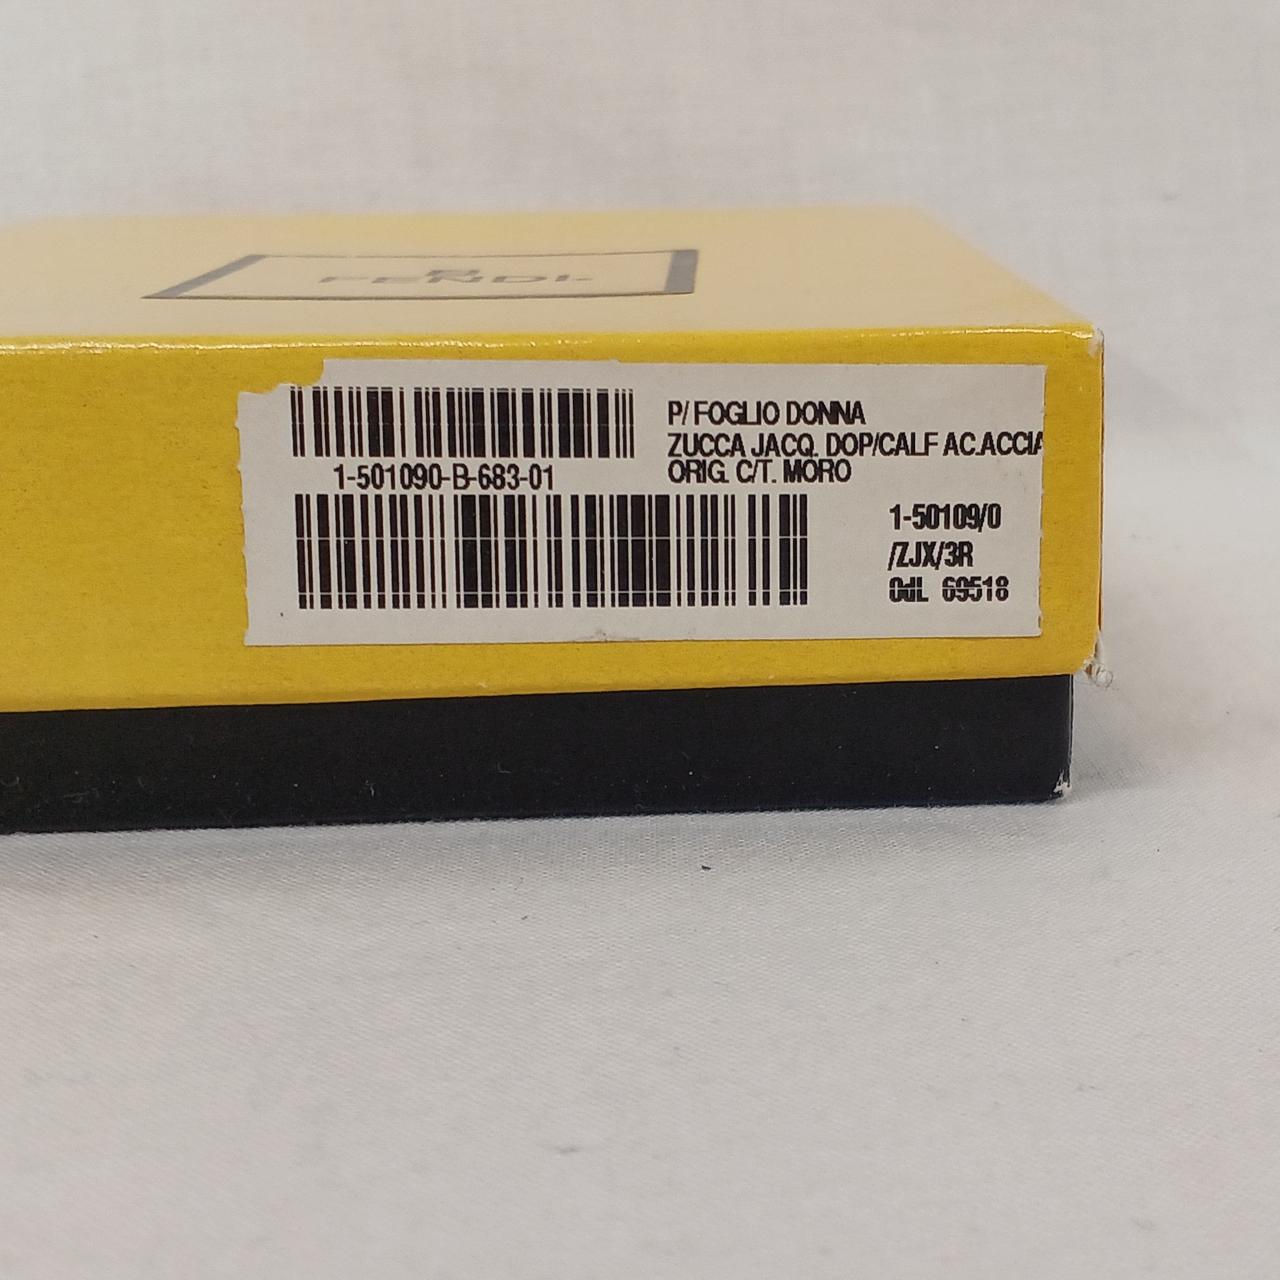 FENDI
P/ FOGLIO DONNA
ZUCCA JACQ. DOP/CALF AC.ACCIA
ORIG. C/T. MORO
1-501090-B-683-01
1-50109/0
/ZJX/3R
OdL 69518